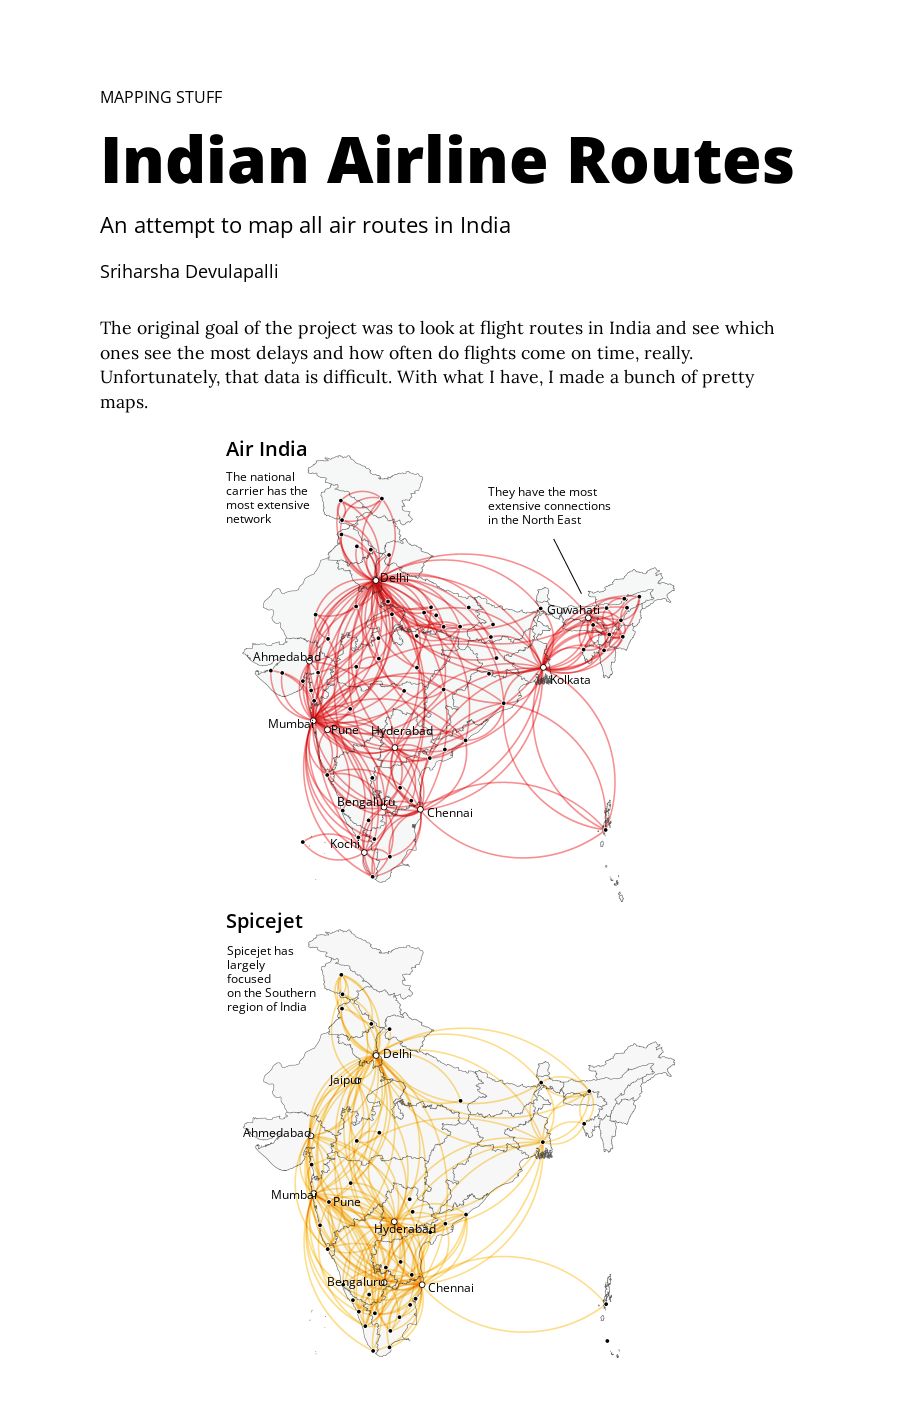 MAPPING STUFF
Indian Airline Routes
An attempt to map all air routes in India
Sriharsha Devulapalli
The original goal of the project was to look at flight routes in India and see which
ones see the most delays and how often do flights come on time, really.
Unfortunately, that data is difficult. With what I have, I made a bunch of pretty
maps.
Air India
The national
carrier has the
most extensive
network
They have the most
extensive connections
in the North East
Delhi
Guwahati
Ahmedabad
Kolkata
Mumbai
Pune
Hyderabad
Bengaluru
Chennai
Kochi
Spicejet
Spicejet has
largely
focused
on the Southern
region of India
Delhi
Jaipur
Ahmedabad
Mumbai
Pune
Hyderabad
Bengaluru
Chennai